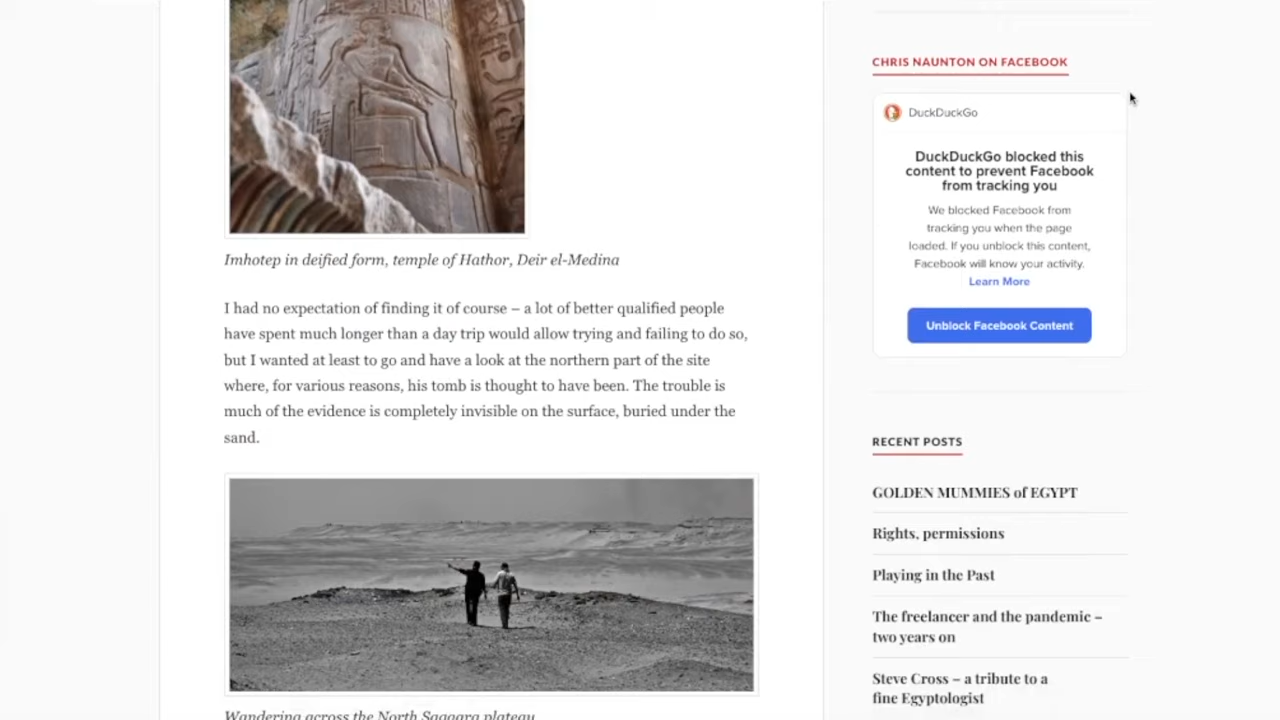 Imhotep in deified form, temple of Hathor, Deir el-Medina
I had no expectation of finding it of course – a lot of better qualified people
have spent much longer than a day trip would allow trying and failing to do so,
but I wanted at least to go and have a look at the northern part of the site
where, for various reasons, his tomb is thought to have been. The trouble is
much of the evidence is completely invisible on the surface, buried under the
sand.
Wandering across the North Saqqara plateau
CHRIS NAUNTON ON FACEBOOK
DuckDuckGo
DuckDuckGo blocked this
content to prevent Facebook
from tracking you
We blocked Facebook from
tracking you when the page
loaded. If you unblock this content,
Facebook will know your activity.
Learn More
Unblock Facebook Content
RECENT POSTS
GOLDEN MUMMIES of EGYPT
Rights, permissions
Playing in the Past
The freelancer and the pandemic –
two years on
Steve Cross – a tribute to a
fine Egyptologist